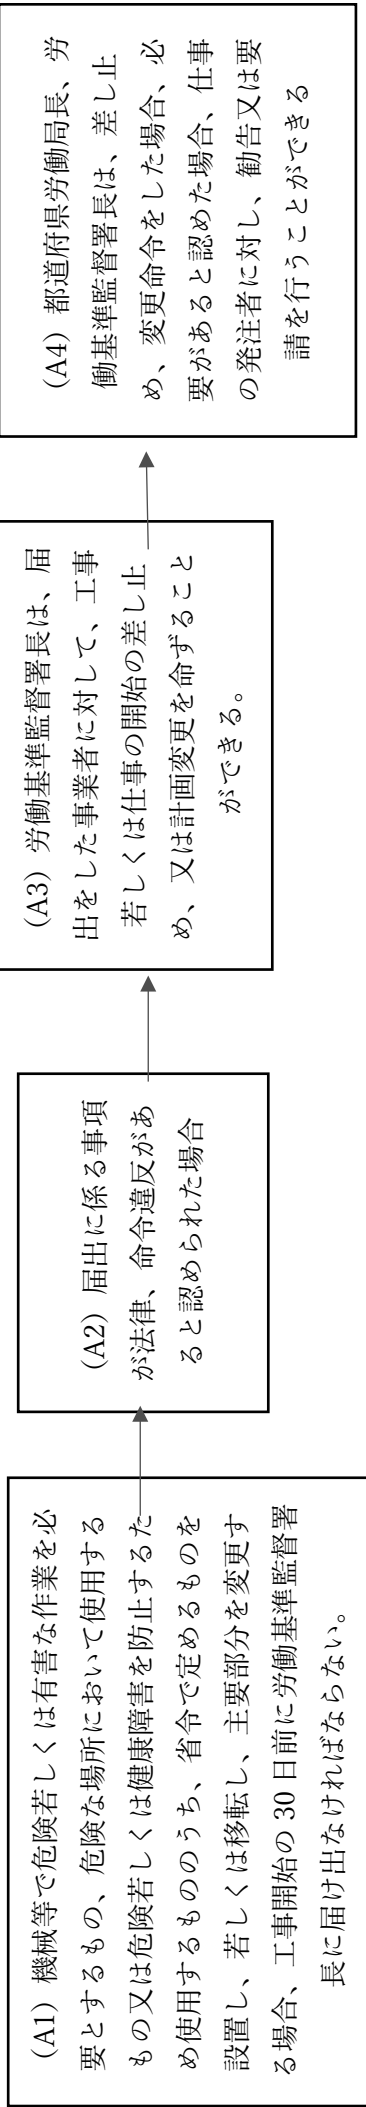 (A1) 機械等で危険若しくは有害な作業を必
要とするもの、危険な場所において使用する
もの又は危険若しくは健康障害を防止するた
め使用するもののうち、省令で定めるものを
設置し、若しくは移転し、主要部分を変更す
る場合、工事開始の 30 日前に労働基準監督署
長に届け出なければならない。
(A2) 届出に係る事項
が法律、命令違反があ
ると認められた場合
(A3) 労働基準監督署長は、届
出をした事業者に対して、工事
若しくは仕事の開始の差し止
め、又は計画変更を命ずること
ができる。
(A4) 都道府県労働局長、労
働基準監督署長は、差し止
め、変更命令をした場合、必
要があると認めた場合、仕事
の発注者に対し、勧告又は要
請を行うことができる